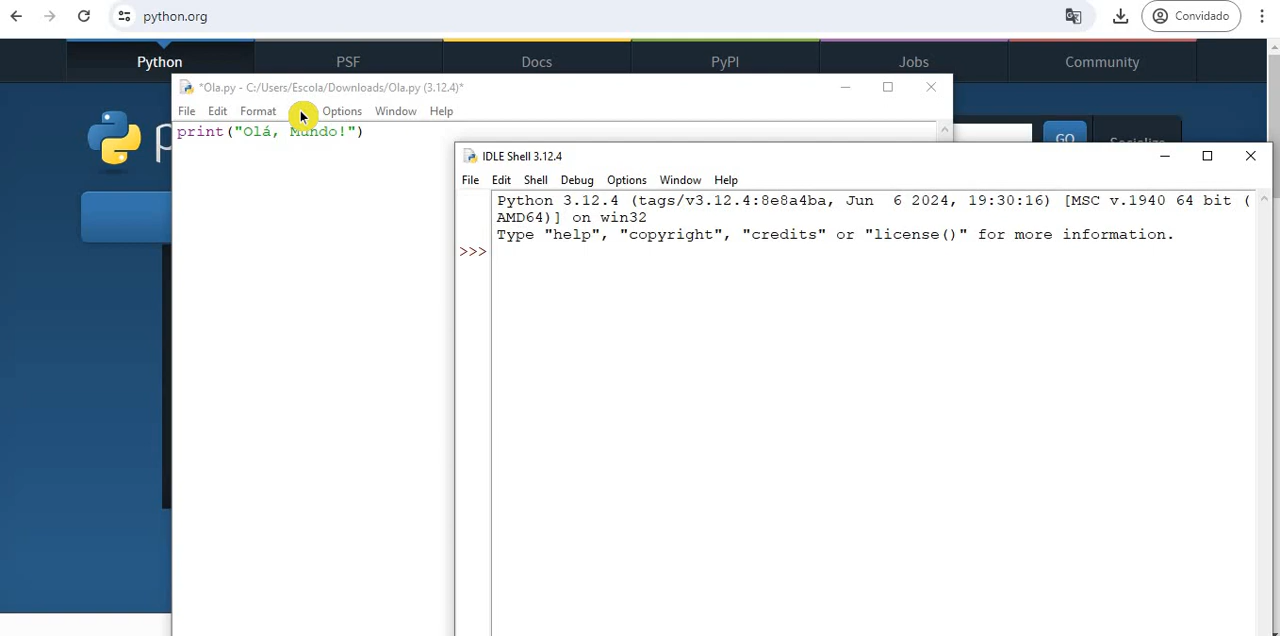 python.org
Convidado
Python PSF Docs PyPI Jobs Community
*Ola.py - C:/Users/Escola/Downloads/Ola.py (3.12.4)*
File Edit Format Options Window Help
print("Olá, Mundo!")
GO
Socialize
IDLE Shell 3.12.4
File Edit Shell Debug Options Window Help
Python 3.12.4 (tags/v3.12.4:8e8a4ba, Jun  6 2024, 19:30:16) [MSC v.1940 64 bit (
AMD64)] on win32
Type "help", "copyright", "credits" or "license()" for more information.
>>>